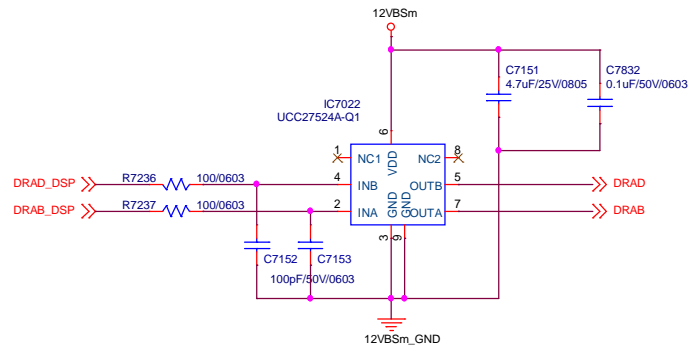 12VBSm
C7151
4.7uF/25V/0805
C7832
0.1uF/50V/0603
IC7022
UCC27524A-Q1
6
1 NC1 VDD NC2 8
DRAD_DSP R7236 100/0603 4 INB OUTB 5 DRAD
DRAB_DSP R7237 100/0603 2 INA GND GND OUTA 7 DRAB
3 9
C7152 C7153
100pF/50V/0603
12VBSm_GND